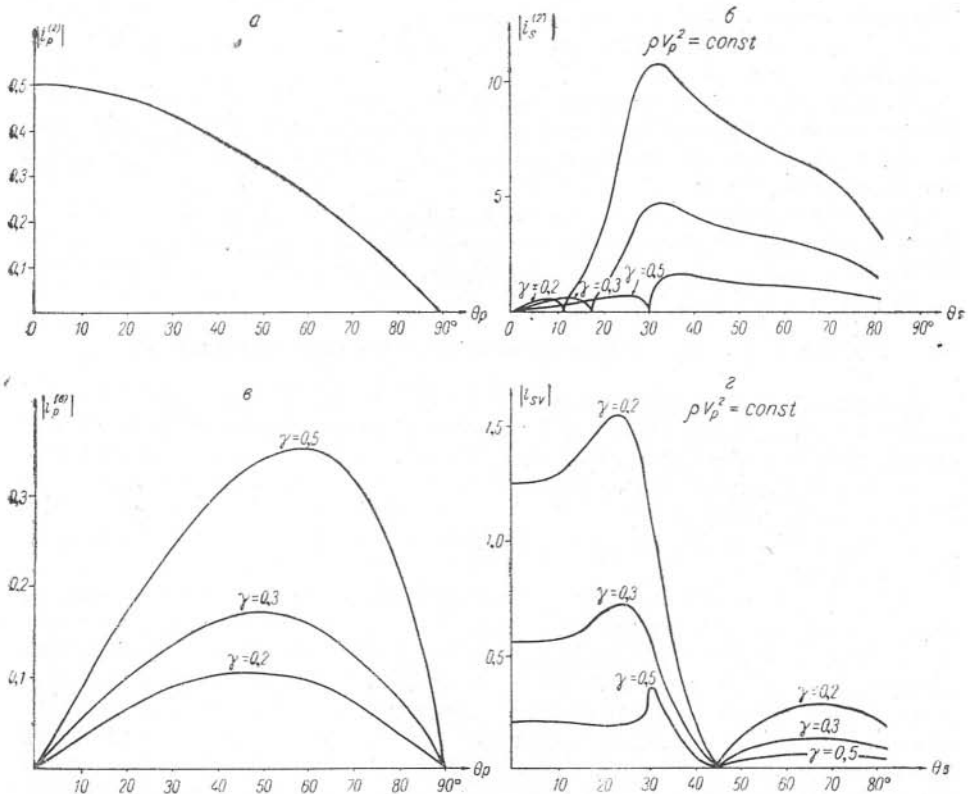 а
|i_p^(г)|
0,5
0,4
0,3
0,2
0,1
0 10 20 30 40 50 60 70 80 90° θp
б
|i_s^(г)|
ρV_p^2 = const
10
5
γ=0,2 γ=0,3 γ=0,5
0 10 20 30 40 50 60 70 80° θs
в
|i_p^(в)|
0,3
0,2
0,1
γ=0,5
γ=0,3
γ=0,2
10 20 30 40 50 60 70 80 90° θp
г
|i_sv|
ρV_p^2 = const
1,5
1,0
0,5
γ=0,2
γ=0,3
γ=0,5
γ=0,2
γ=0,3
γ=0,5
10 20 30 40 50 60 70 80° θs